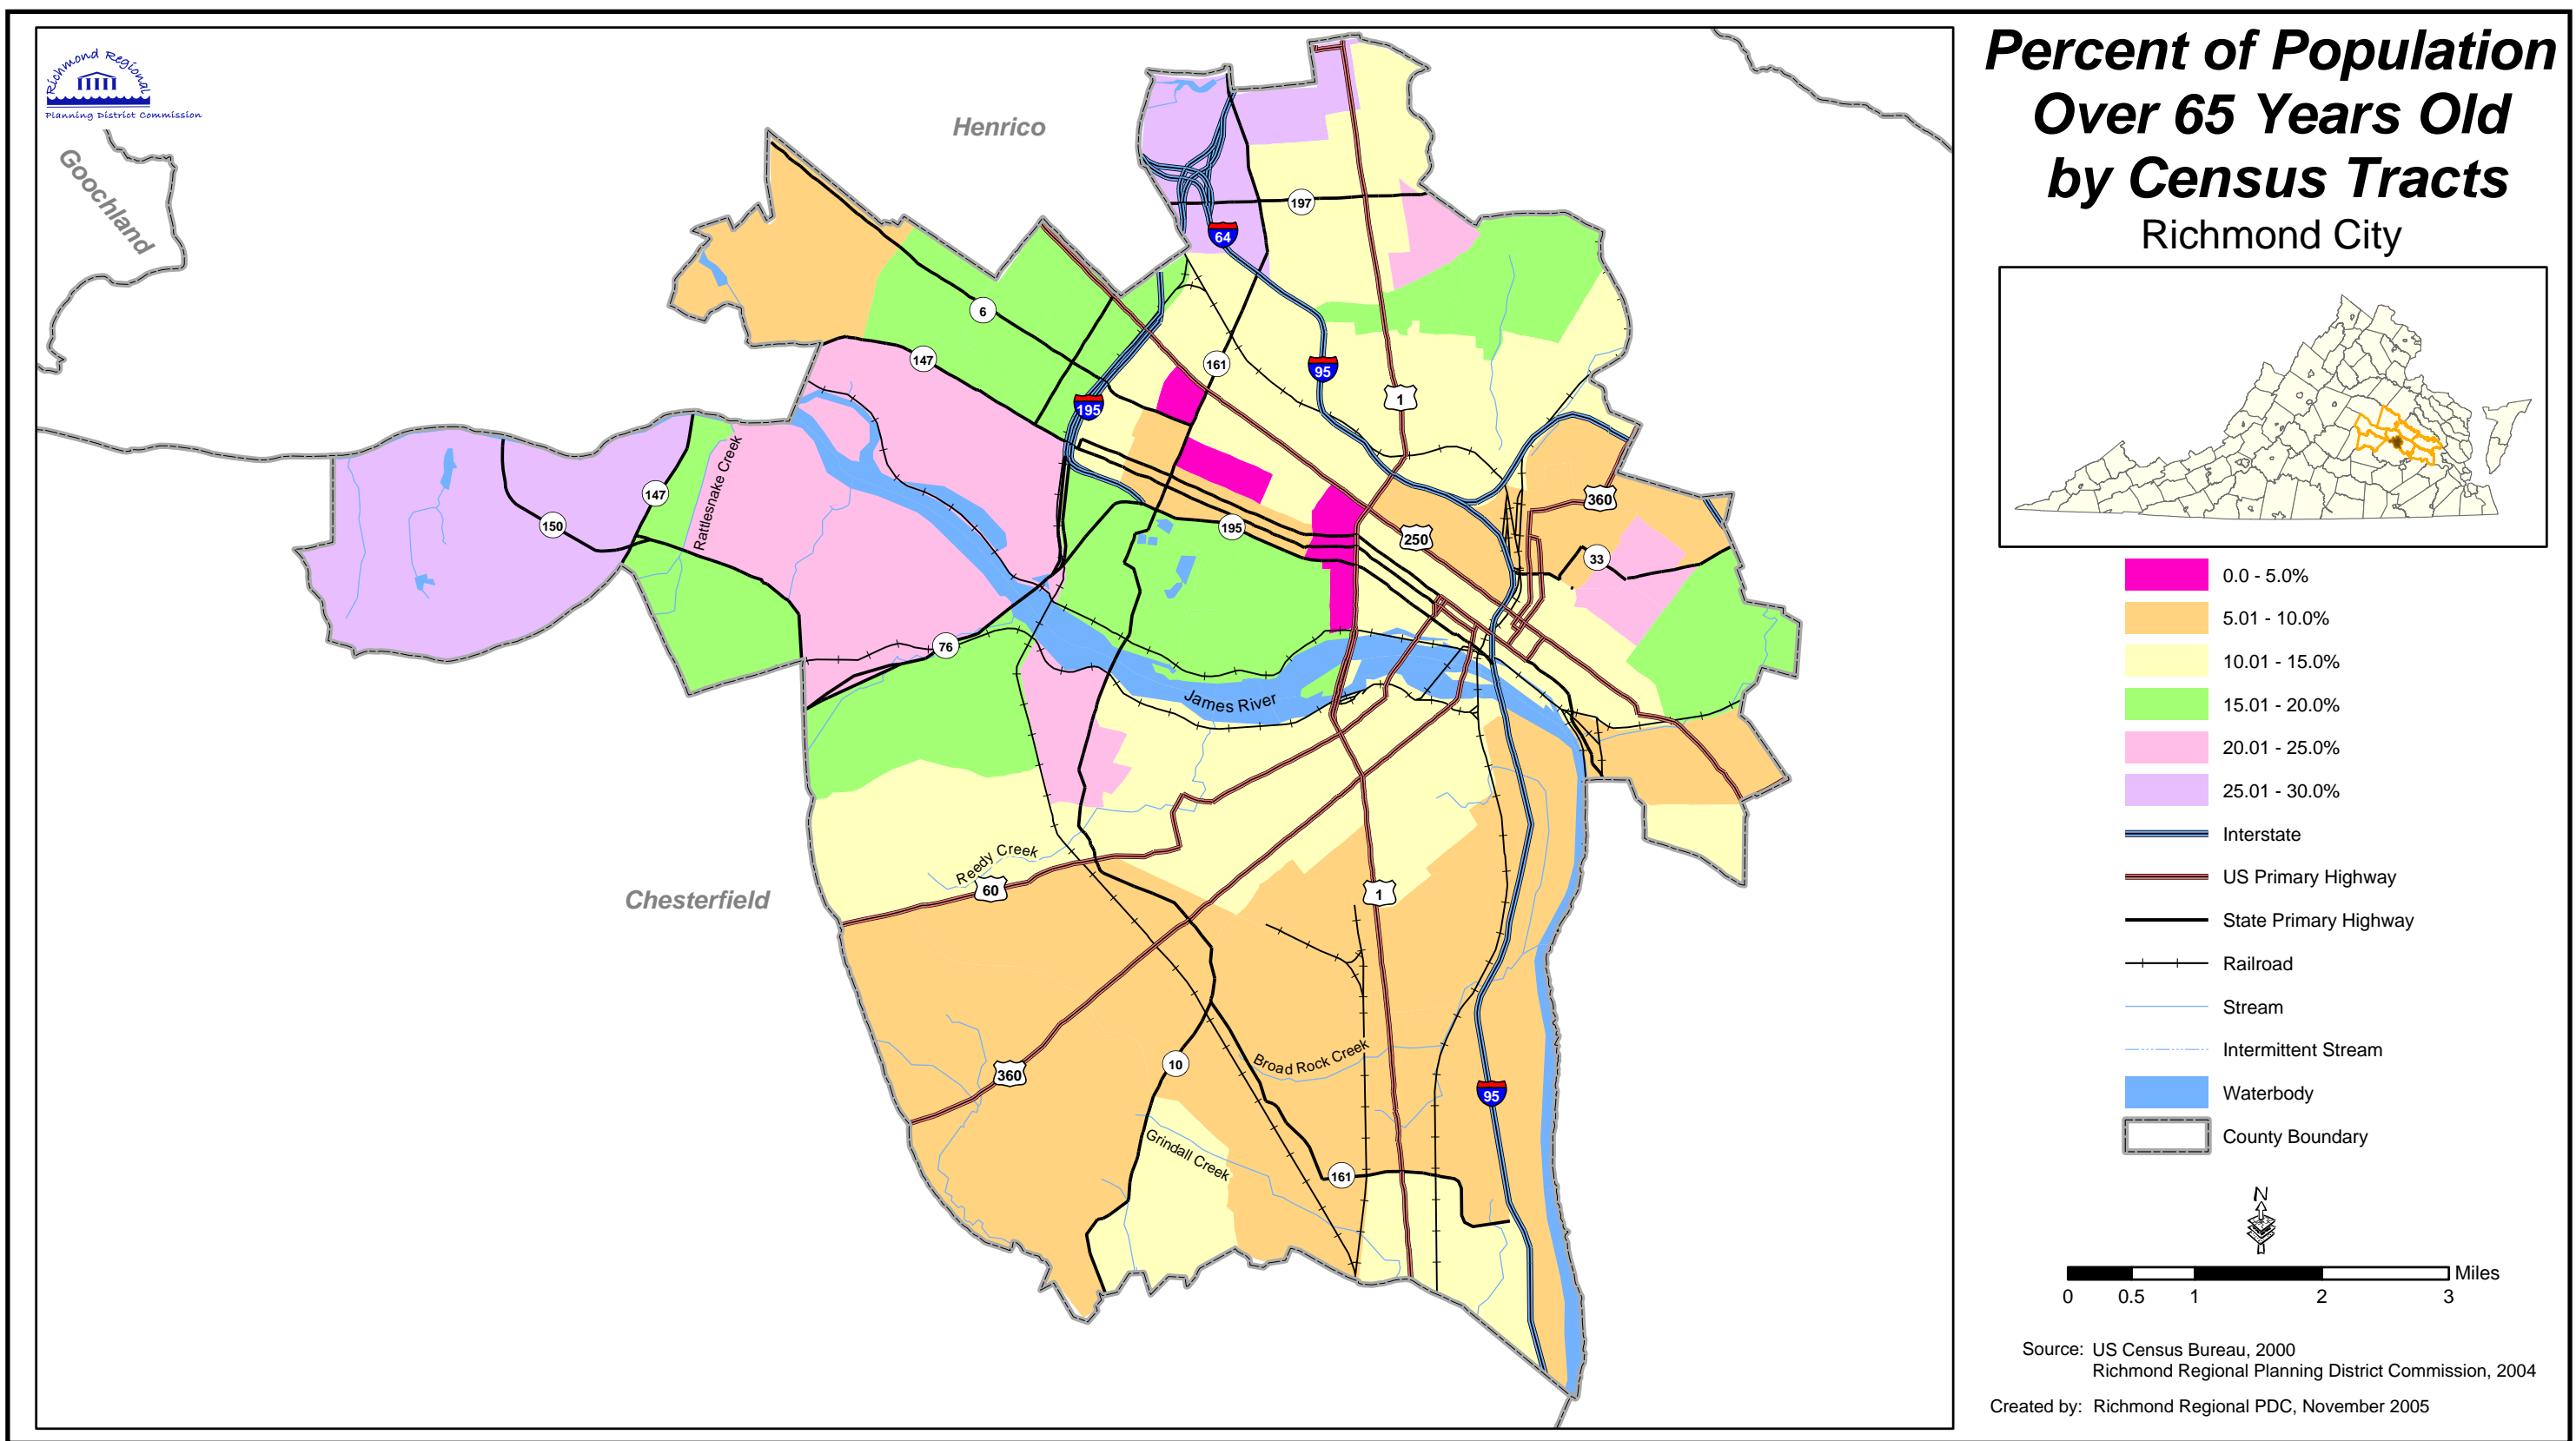 Richmond Regional
Planning District Commission
Percent of Population
Over 65 Years Old
by Census Tracts
Richmond City
Goochland
Henrico
Chesterfield
197
64
6
147
161
95
195
1
147
150
Rattlesnake Creek
360
195
250
33
76
James River
Reedy Creek
60
1
360
10
Broad Rock Creek
95
Grindall Creek
161
0.0 - 5.0%
5.01 - 10.0%
10.01 - 15.0%
15.01 - 20.0%
20.01 - 25.0%
25.01 - 30.0%
Interstate
US Primary Highway
State Primary Highway
Railroad
Stream
Intermittent Stream
Waterbody
County Boundary
N
Miles
0 0.5 1 2 3
Source: US Census Bureau, 2000
Richmond Regional Planning District Commission, 2004
Created by: Richmond Regional PDC, November 2005